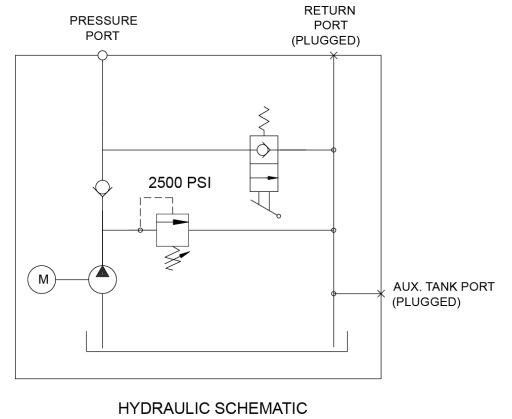 PRESSURE
PORT
RETURN
PORT
(PLUGGED)
2500 PSI
M
AUX. TANK PORT
(PLUGGED)
HYDRAULIC SCHEMATIC